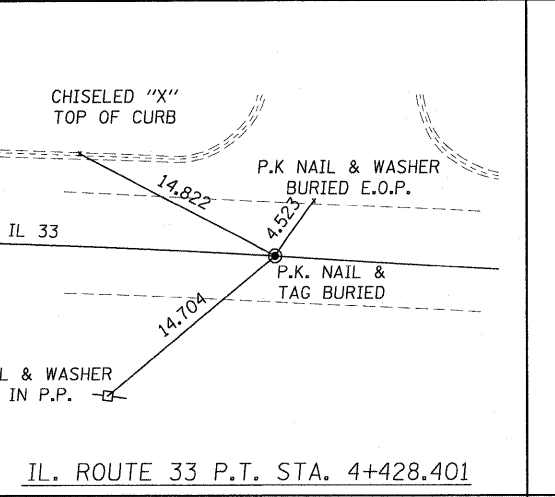 CHISELED "X"
TOP OF CURB
P.K NAIL & WASHER
BURIED E.O.P.
14.822
4.523
IL 33
P.K. NAIL &
TAG BURIED
14.704
L & WASHER
IN P.P.
IL. ROUTE 33 P.T. STA. 4+428.401